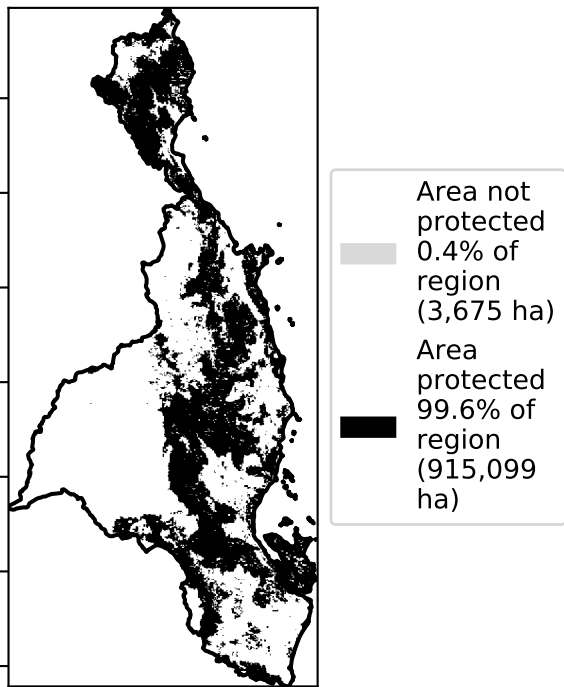 Area not
protected
0.4% of
region
(3,675 ha)
Area
protected
99.6% of
region
(915,099
ha)